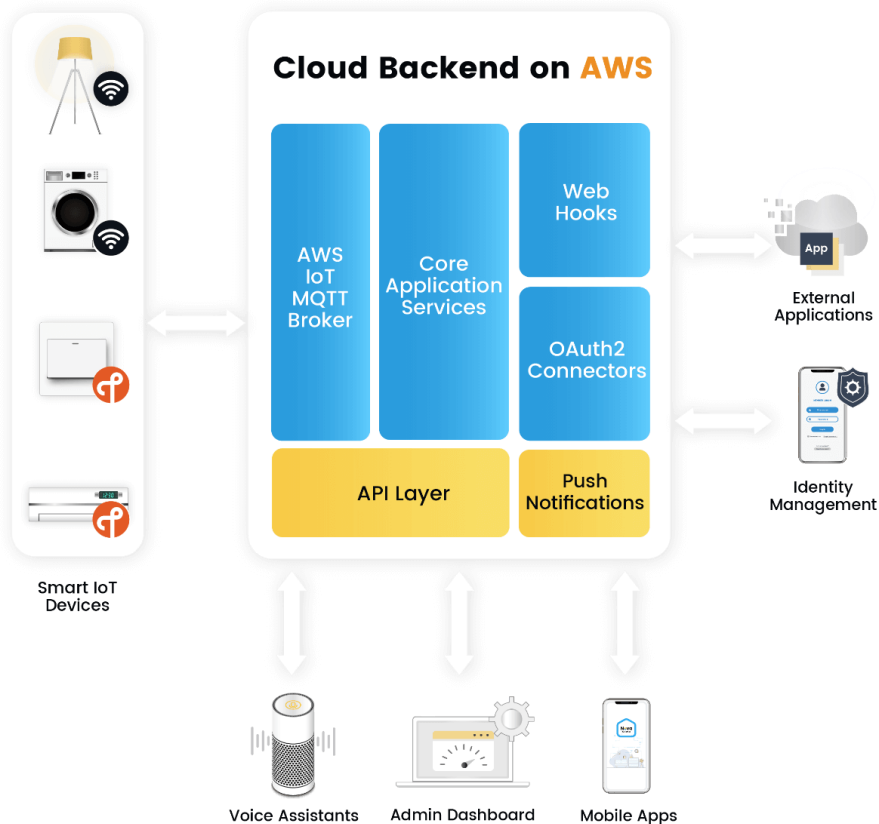 Cloud Backend on AWS
AWS
IoT
MQTT
Broker
Core
Application
Services
Web
Hooks
OAuth2
Connectors
API Layer
Push
Notifications
Smart IoT
Devices
App
External
Applications
Identity
Management
Voice Assistants
Admin Dashboard
Mobile Apps